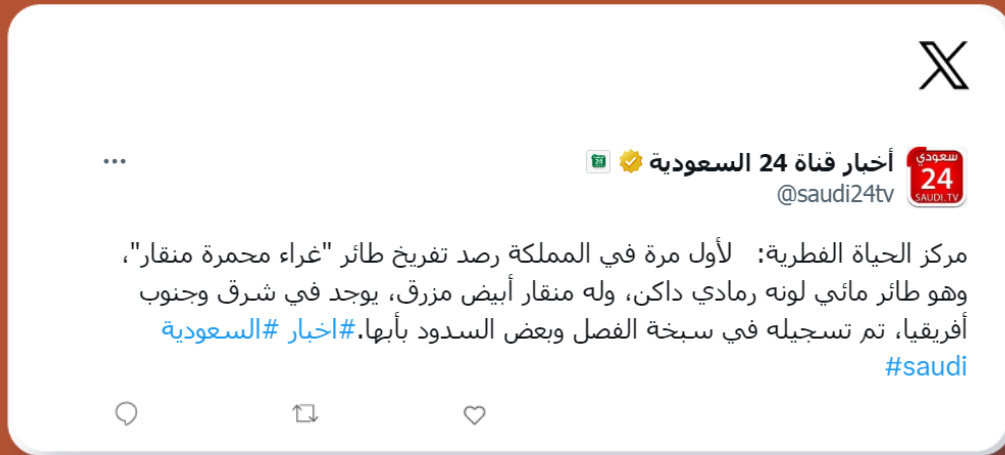 أخبار قناة 24 السعودية
@saudi24tv
سعودي
24
SAUDI.TV
مركز الحياة الفطرية: لأول مرة في المملكة رصد تفريخ طائر "غراء محمرة منقار"،
وهو طائر مائي لونه رمادي داكن، وله منقار أبيض مزرق، يوجد في شرق وجنوب
أفريقيا، تم تسجيله في سبخة الفصل وبعض السدود بأبها.#اخبار #السعودية
#saudi